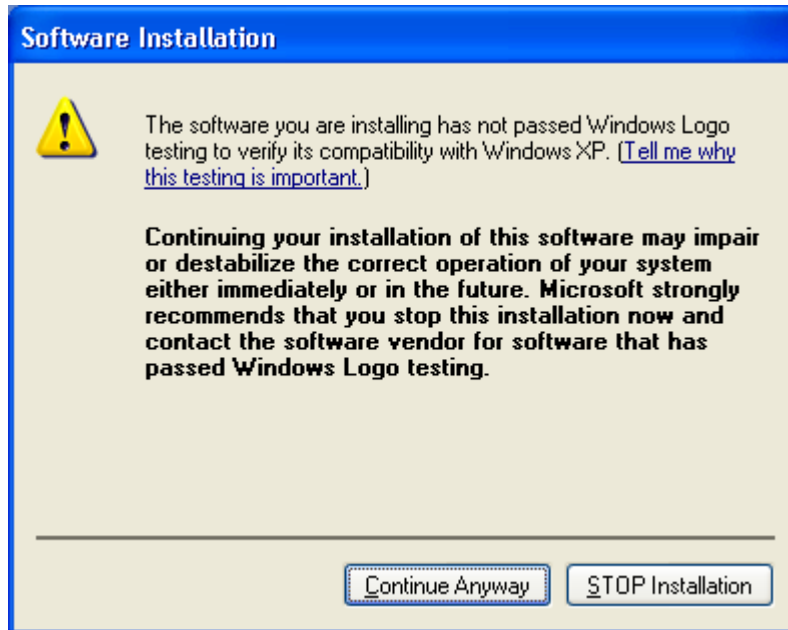 Software Installation
The software you are installing has not passed Windows Logo
testing to verify its compatibility with Windows XP. (Tell me why
this testing is important.)
Continuing your installation of this software may impair
or destabilize the correct operation of your system
either immediately or in the future. Microsoft strongly
recommends that you stop this installation now and
contact the software vendor for software that has
passed Windows Logo testing.
Continue Anyway
STOP Installation